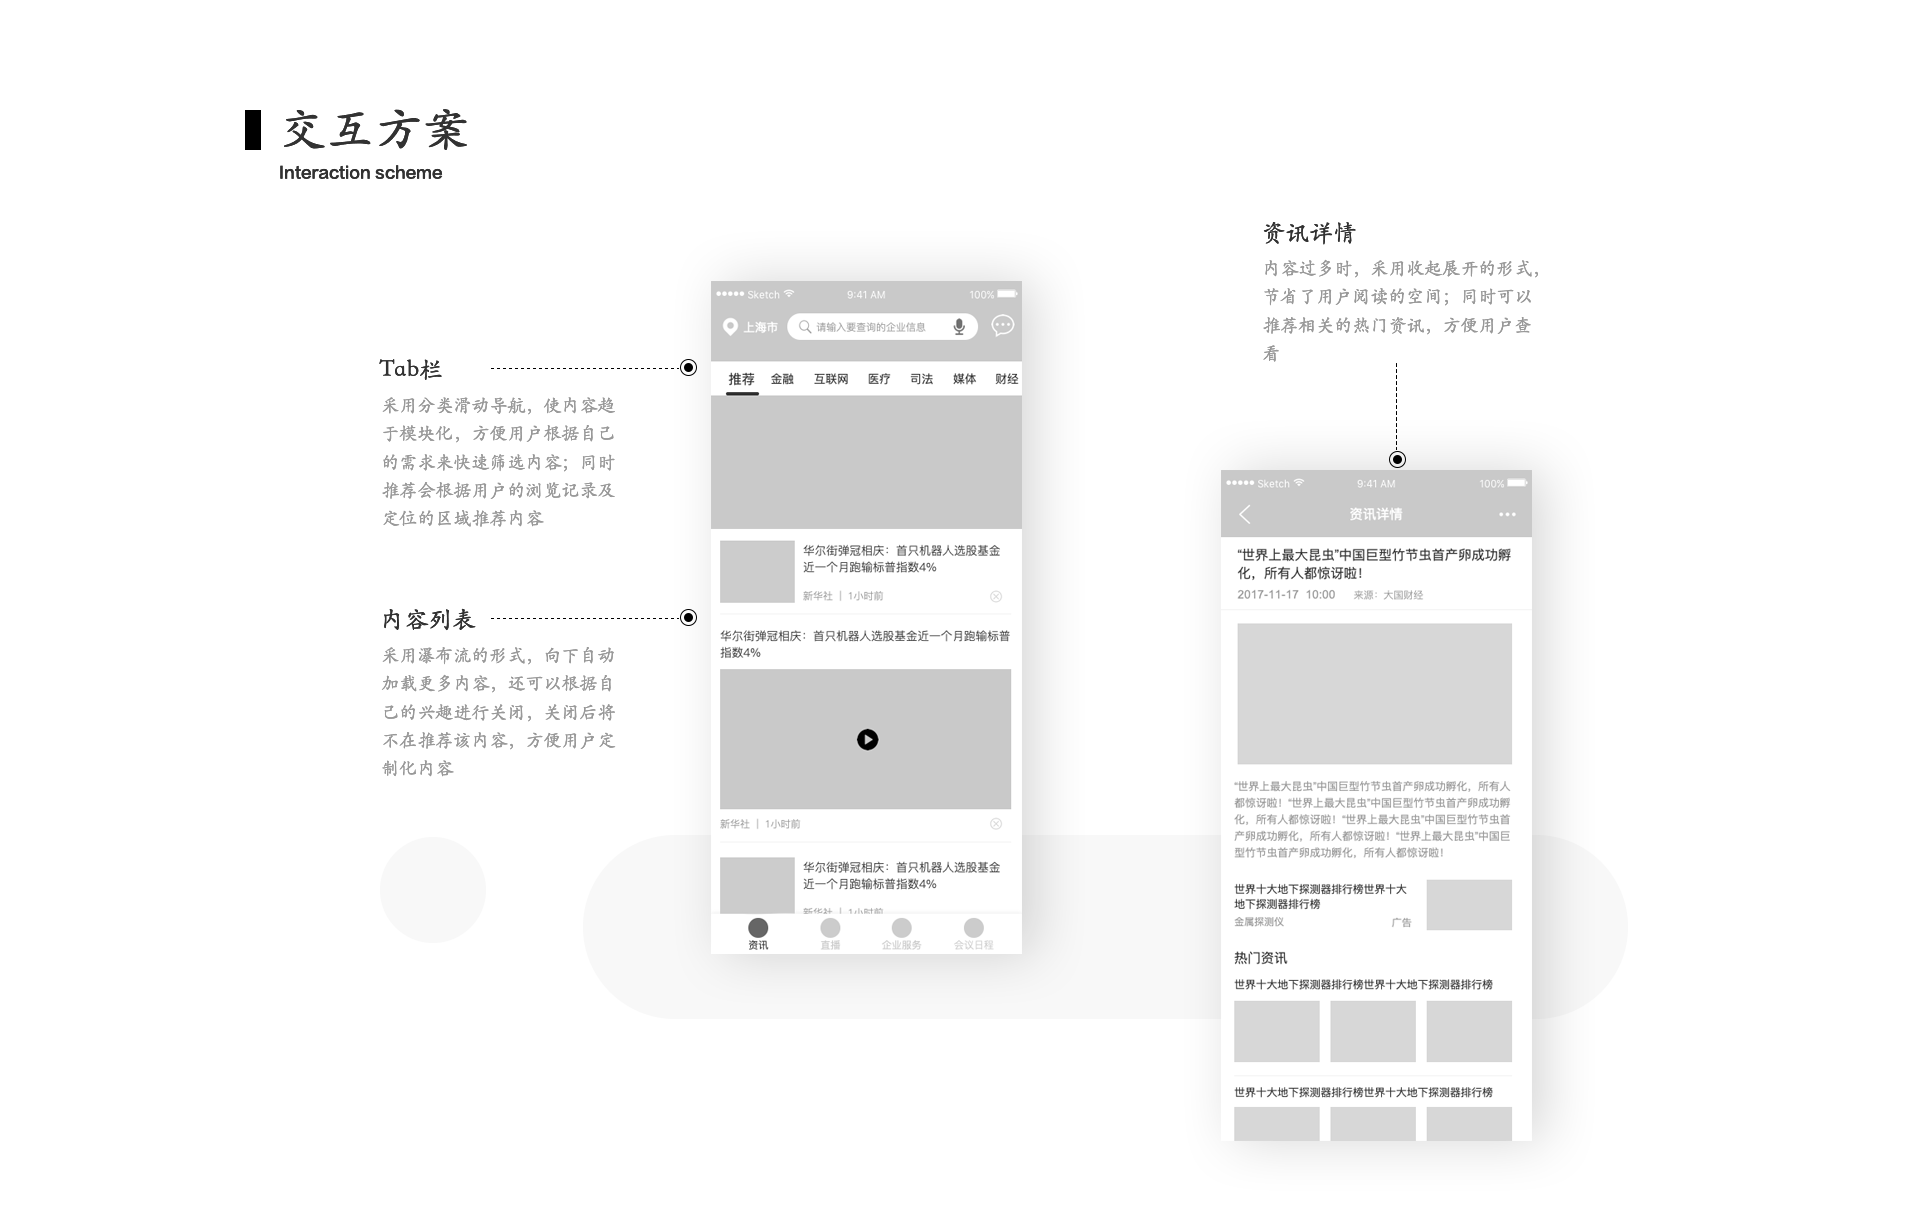 交互方案
Interaction scheme
Tab栏
采用分类滑动导航，使内容趋
于模块化，方便用户根据自己
的需求来快速筛选内容；同时
推荐会根据用户的浏览记录及
定位的区域推荐内容
内容列表
采用瀑布流的形式，向下自动
加载更多内容，还可以根据自
己的兴趣进行关闭，关闭后将
不在推荐该内容，方便用户定
制化内容
Sketch 9:41 AM 100%
上海市 请输入要查询的企业信息
推荐 金融 互联网 医疗 司法 媒体 财经
华尔街弹冠相庆：首只机器人选股基金
近一个月跑输标普指数4%
新华社 | 1小时前
华尔街弹冠相庆：首只机器人选股基金近一个月跑输标普
指数4%
新华社 | 1小时前
华尔街弹冠相庆：首只机器人选股基金
近一个月跑输标普指数4%
新华社 | 1小时前
资讯 直播 企业服务 会议日程
资讯详情
内容过多时，采用收起展开的形式，
节省了用户阅读的空间；同时可以
推荐相关的热门资讯，方便用户查
看
Sketch 9:41 AM 100%
资讯详情
“世界上最大昆虫”中国巨型竹节虫首产卵成功孵
化，所有人都惊讶啦！
2017-11-17 10:00 来源：大国财经
“世界上最大昆虫”中国巨型竹节虫首产卵成功孵化，所有人
都惊讶啦！“世界上最大昆虫”中国巨型竹节虫首产卵成功孵
化，所有人都惊讶啦！“世界上最大昆虫”中国巨型竹节虫首
产卵成功孵化，所有人都惊讶啦！“世界上最大昆虫”中国巨
型竹节虫首产卵成功孵化，所有人都惊讶啦！
世界十大地下探测器排行榜世界十大
地下探测器排行榜
金属探测仪 广告
热门资讯
世界十大地下探测器排行榜世界十大地下探测器排行榜
世界十大地下探测器排行榜世界十大地下探测器排行榜